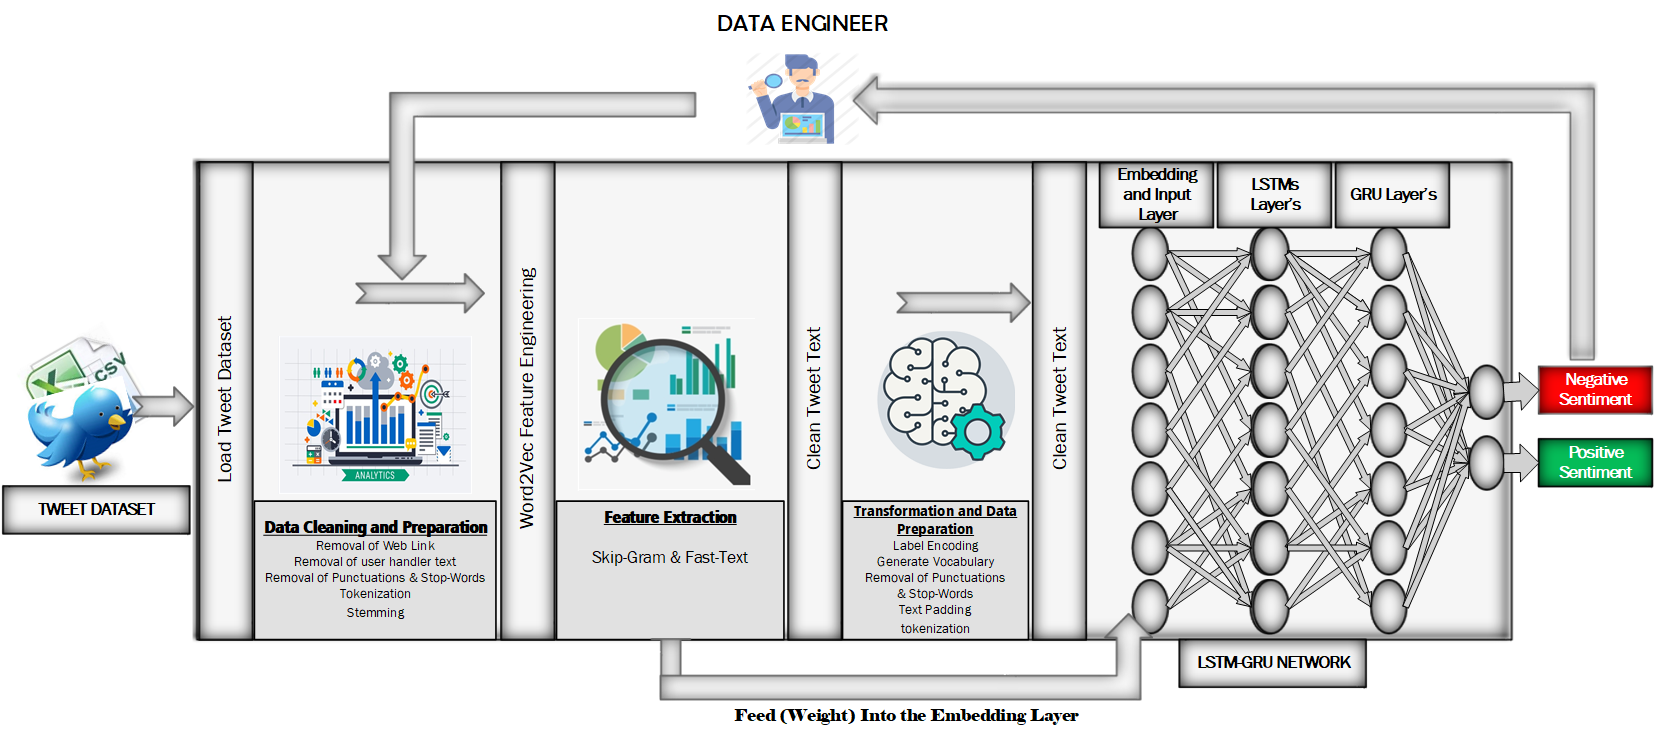 DATA ENGINEER
Load Tweet Dataset
Word2Vec Feature Engineering
Clean Tweet Text
Clean Tweet Text
Embedding
and Input
Layer
LSTMs
Layer's
GRU Layer's
CSV
TWEET DATASET
ANALYTICS
Data Cleaning and Preparation
Removal of Web Link
Removal of user handler text
Removal of Punctuations & Stop-Words
Tokenization
Stemming
Feature Extraction
Skip-Gram & Fast-Text
Transformation and Data
Preparation
Label Encoding
Generate Vocabulary
Removal of Punctuations
& Stop-Words
Text Padding
tokenization
Negative
Sentiment
Positive
Sentiment
LSTM-GRU NETWORK
Feed (Weight) Into the Embedding Layer